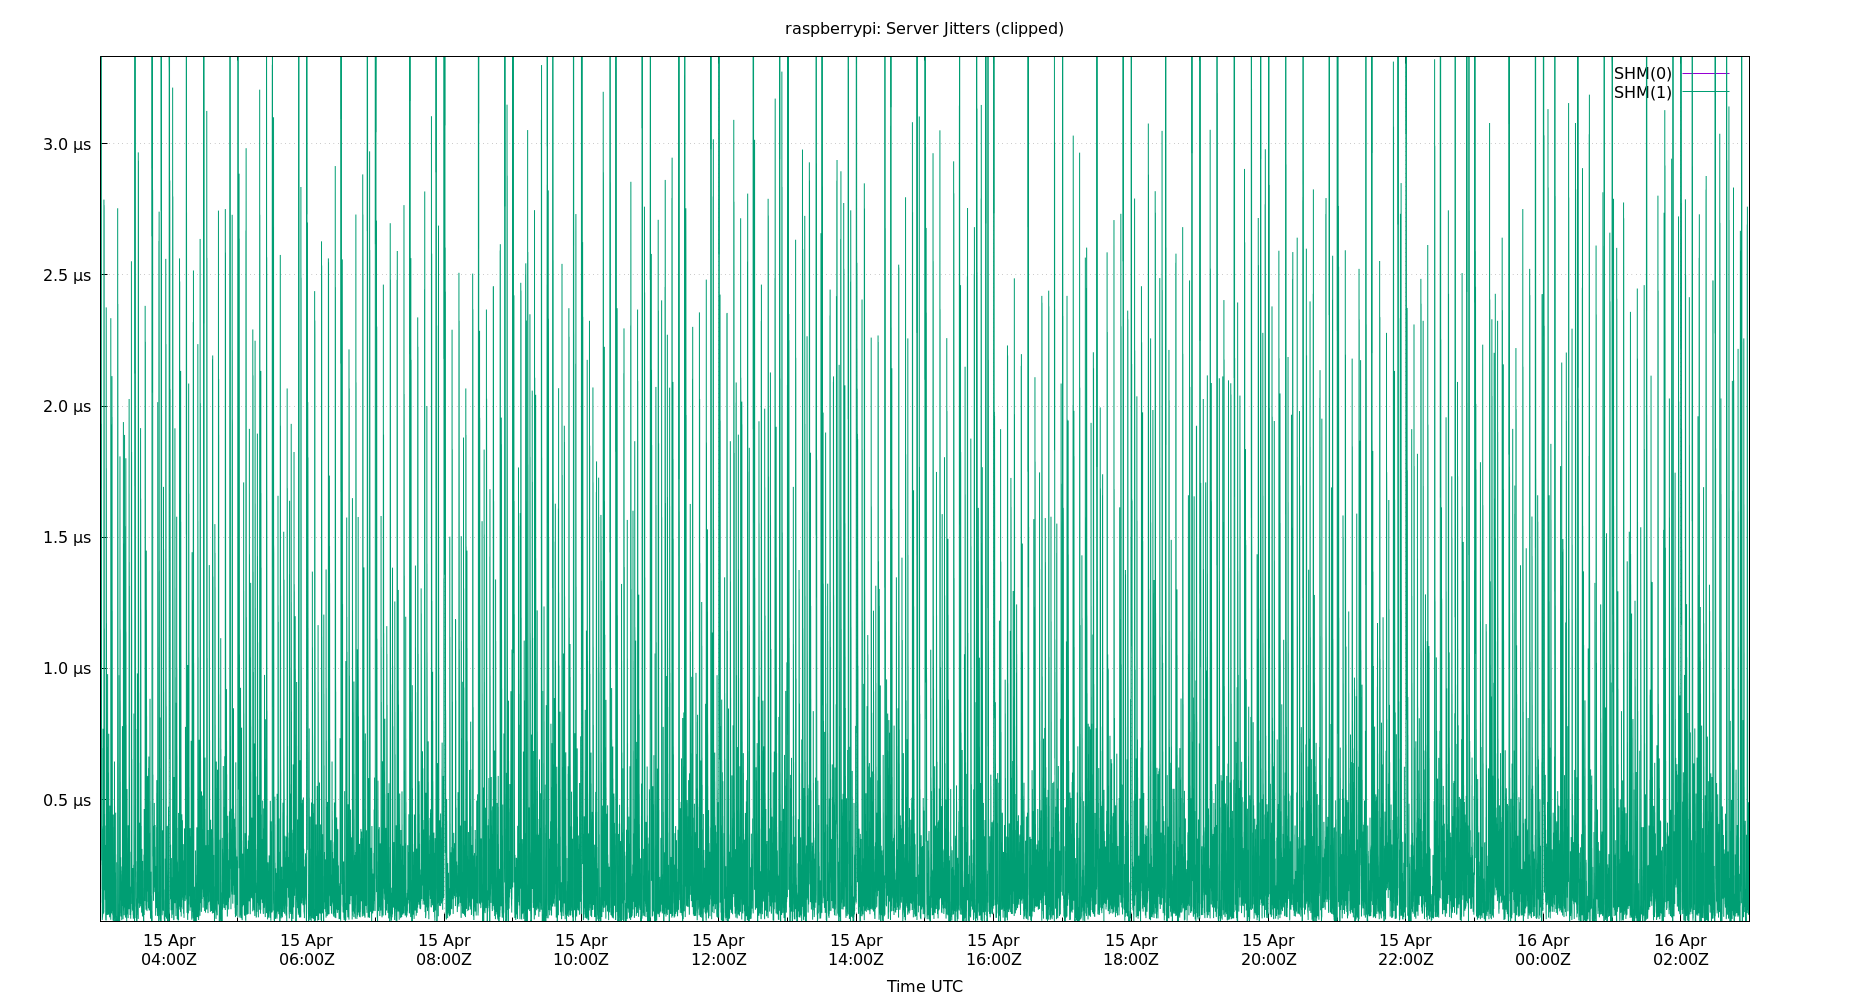 raspberrypi: Server Jitters (clipped)
SHM(0)
SHM(1)
3.0 µs
2.5 µs
2.0 µs
1.5 µs
1.0 µs
0.5 µs
15 Apr 15 Apr 15 Apr 15 Apr 15 Apr 15 Apr 15 Apr 15 Apr 15 Apr 15 Apr 16 Apr 16 Apr
04:00Z 06:00Z 08:00Z 10:00Z 12:00Z 14:00Z 16:00Z 18:00Z 20:00Z 22:00Z 00:00Z 02:00Z
Time UTC